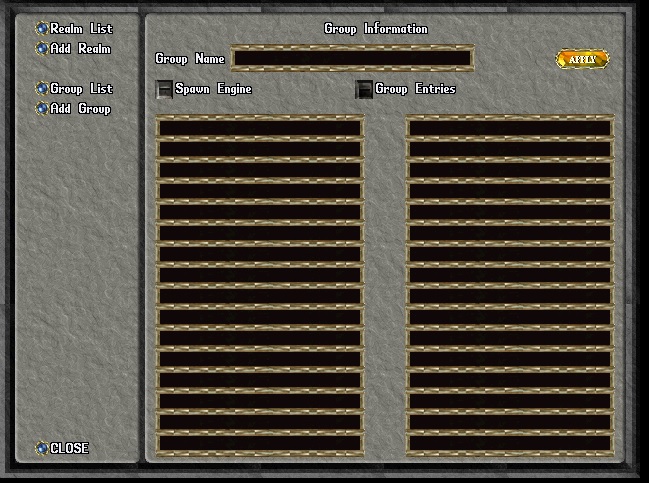 Realm List
Add Realm
Group List
Add Group
CLOSE
Group Information
Group Name
APPLY
Spawn Engine
Group Entries